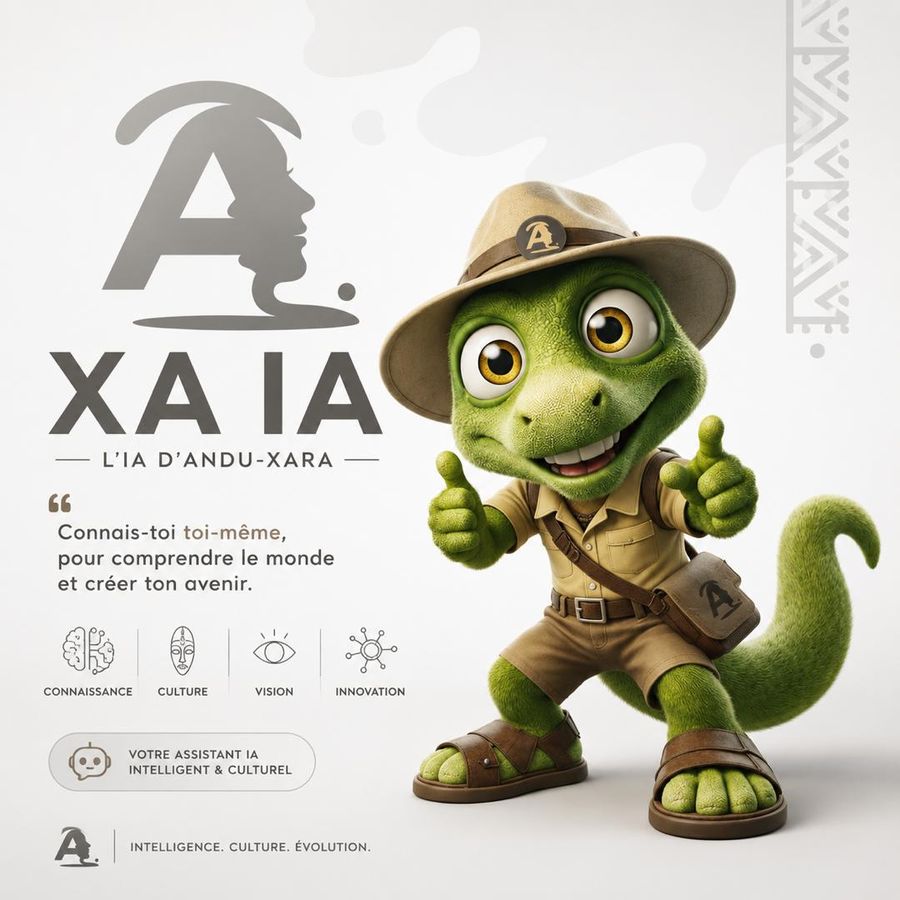 XA IA
L'IA D'ANDU-XARA
“
Connais-toi toi-même,
pour comprendre le monde
et créer ton avenir.
CONNAISSANCE
CULTURE
VISION
INNOVATION
VOTRE ASSISTANT IA
INTELLIGENT & CULTUREL
INTELLIGENCE. CULTURE. ÉVOLUTION.